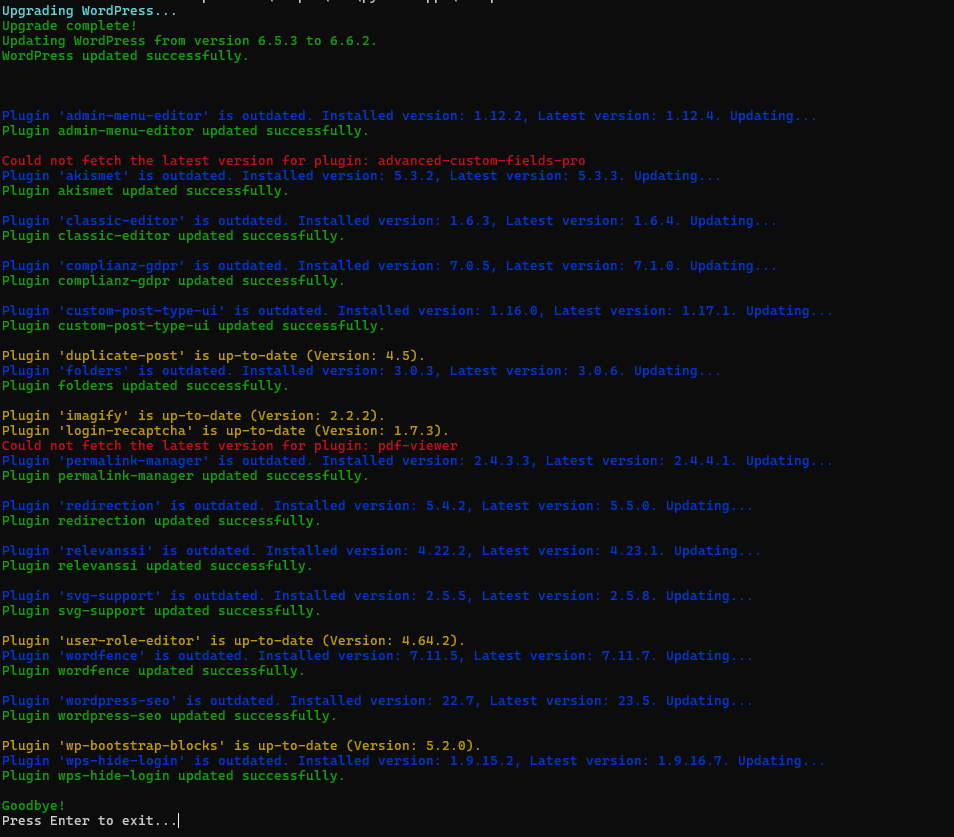 Upgrading WordPress...
Upgrade complete!
Updating WordPress from version 6.5.3 to 6.6.2.
WordPress updated successfully.
Plugin 'admin-menu-editor' is outdated. Installed version: 1.12.2, Latest version: 1.12.4. Updating...
Plugin admin-menu-editor updated successfully.
Could not fetch the latest version for plugin: advanced-custom-fields-pro
Plugin 'akismet' is outdated. Installed version: 5.3.2, Latest version: 5.3.3. Updating...
Plugin akismet updated successfully.
Plugin 'classic-editor' is outdated. Installed version: 1.6.3, Latest version: 1.6.4. Updating...
Plugin classic-editor updated successfully.
Plugin 'complianz-gdpr' is outdated. Installed version: 7.0.5, Latest version: 7.1.0. Updating...
Plugin complianz-gdpr updated successfully.
Plugin 'custom-post-type-ui' is outdated. Installed version: 1.16.0, Latest version: 1.17.1. Updating...
Plugin custom-post-type-ui updated successfully.
Plugin 'duplicate-post' is up-to-date (Version: 4.5).
Plugin 'folders' is outdated. Installed version: 3.0.3, Latest version: 3.0.6. Updating...
Plugin folders updated successfully.
Plugin 'imagify' is up-to-date (Version: 2.2.2).
Plugin 'login-recaptcha' is up-to-date (Version: 1.7.3).
Could not fetch the latest version for plugin: pdf-viewer
Plugin 'permalink-manager' is outdated. Installed version: 2.4.3.3, Latest version: 2.4.4.1. Updating...
Plugin permalink-manager updated successfully.
Plugin 'redirection' is outdated. Installed version: 5.4.2, Latest version: 5.5.0. Updating...
Plugin redirection updated successfully.
Plugin 'relevanssi' is outdated. Installed version: 4.22.2, Latest version: 4.23.1. Updating...
Plugin relevanssi updated successfully.
Plugin 'svg-support' is outdated. Installed version: 2.5.5, Latest version: 2.5.8. Updating...
Plugin svg-support updated successfully.
Plugin 'user-role-editor' is up-to-date (Version: 4.64.2).
Plugin 'wordfence' is outdated. Installed version: 7.11.5, Latest version: 7.11.7. Updating...
Plugin wordfence updated successfully.
Plugin 'wordpress-seo' is outdated. Installed version: 22.7, Latest version: 23.5. Updating...
Plugin wordpress-seo updated successfully.
Plugin 'wp-bootstrap-blocks' is up-to-date (Version: 5.2.0).
Plugin 'wps-hide-login' is outdated. Installed version: 1.9.15.2, Latest version: 1.9.16.7. Updating...
Plugin wps-hide-login updated successfully.
Goodbye!
Press Enter to exit...